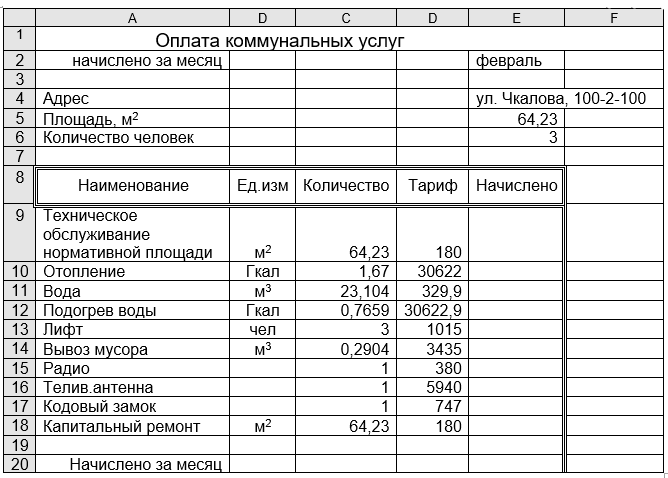 A D C D E F
1 Оплата коммунальных услуг
2 начислено за месяц февраль
3
4 Адрес ул. Чкалова, 100-2-100
5 Площадь, м² 64,23
6 Количество человек 3
7
8 Наименование Ед.изм Количество Тариф Начислено
9 Техническое
обслуживание
нормативной площади м² 64,23 180
10 Отопление Гкал 1,67 30622
11 Вода м³ 23,104 329,9
12 Подогрев воды Гкал 0,7659 30622,9
13 Лифт чел 3 1015
14 Вывоз мусора м³ 0,2904 3435
15 Радио 1 380
16 Телив.антенна 1 5940
17 Кодовый замок 1 747
18 Капитальный ремонт м² 64,23 180
19
20 Начислено за месяц